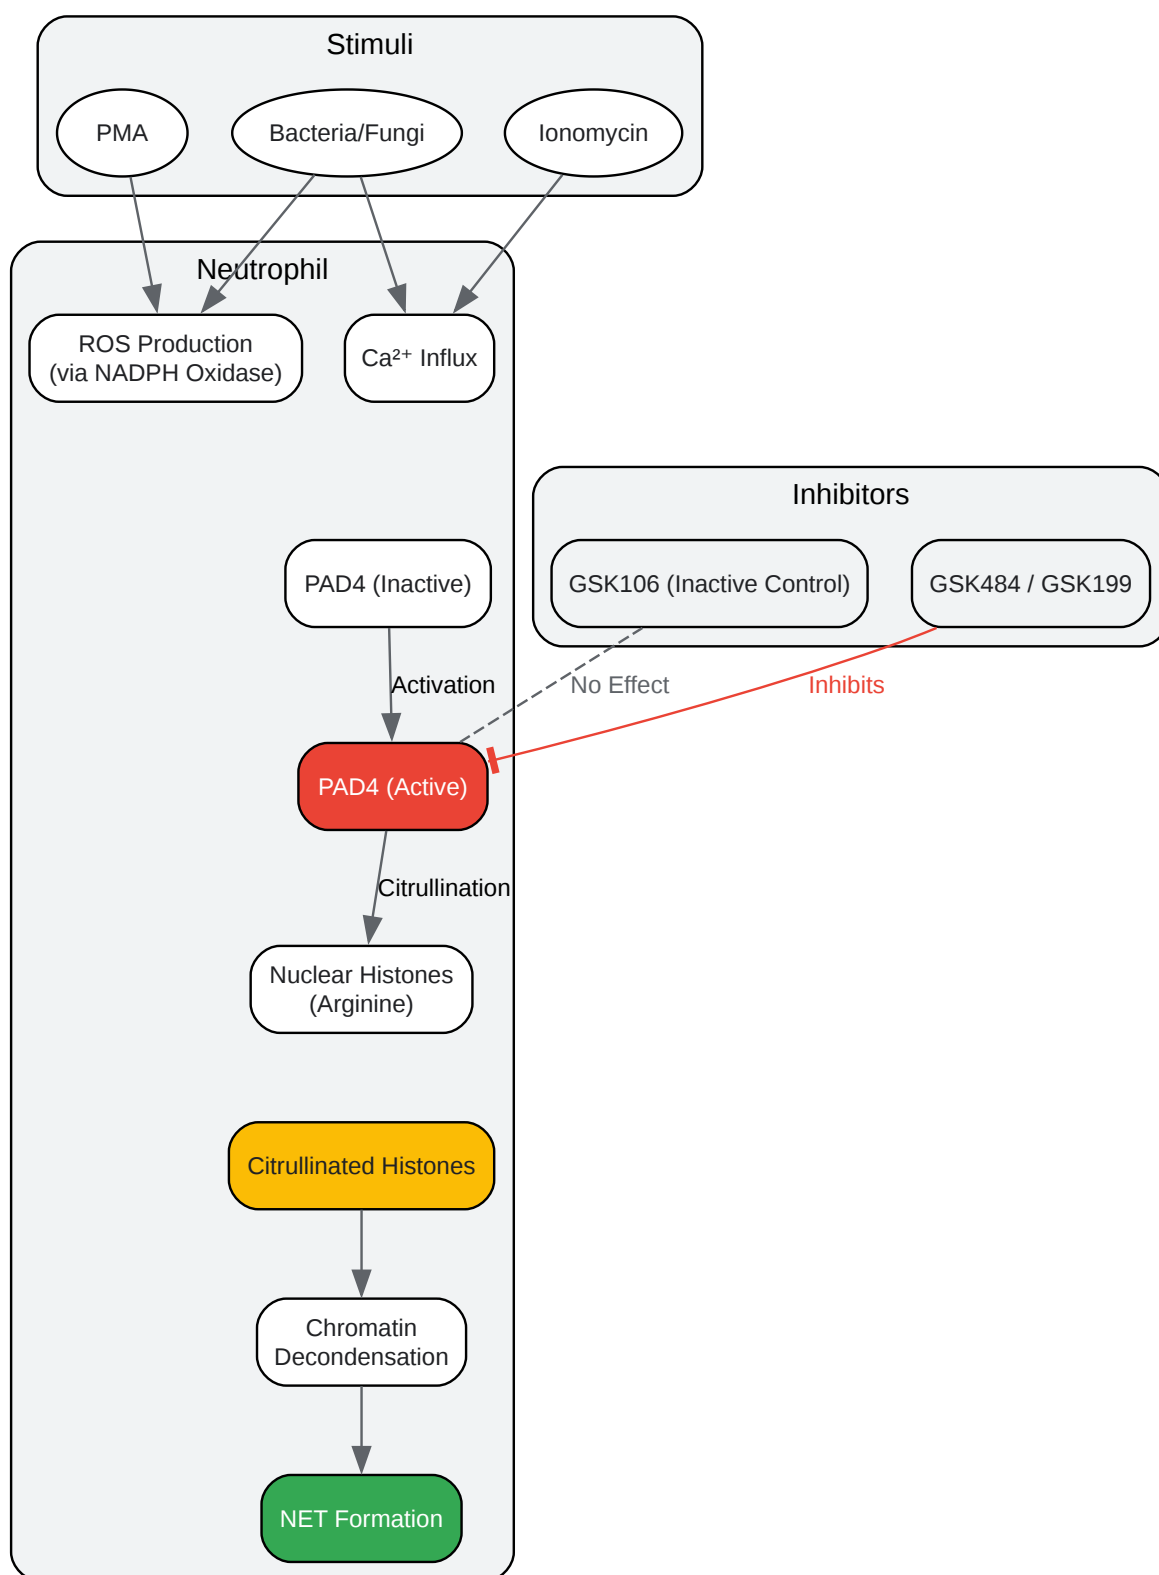 Stimuli
PMA
Bacteria/Fungi
Ionomycin
Neutrophil
ROS Production
(via NADPH Oxidase)
Ca²⁺ Influx
Inhibitors
PAD4 (Inactive)
GSK106 (Inactive Control)
GSK484 / GSK199
Activation
No Effect
Inhibits
PAD4 (Active)
Citrullination
Nuclear Histones
(Arginine)
Citrullinated Histones
Chromatin
Decondensation
NET Formation